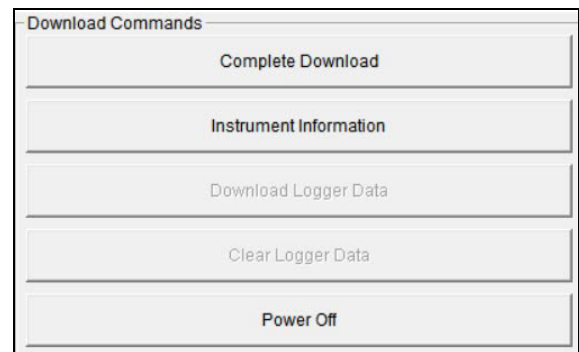 Download Commands
Complete Download
Instrument Information
Download Logger Data
Clear Logger Data
Power Off